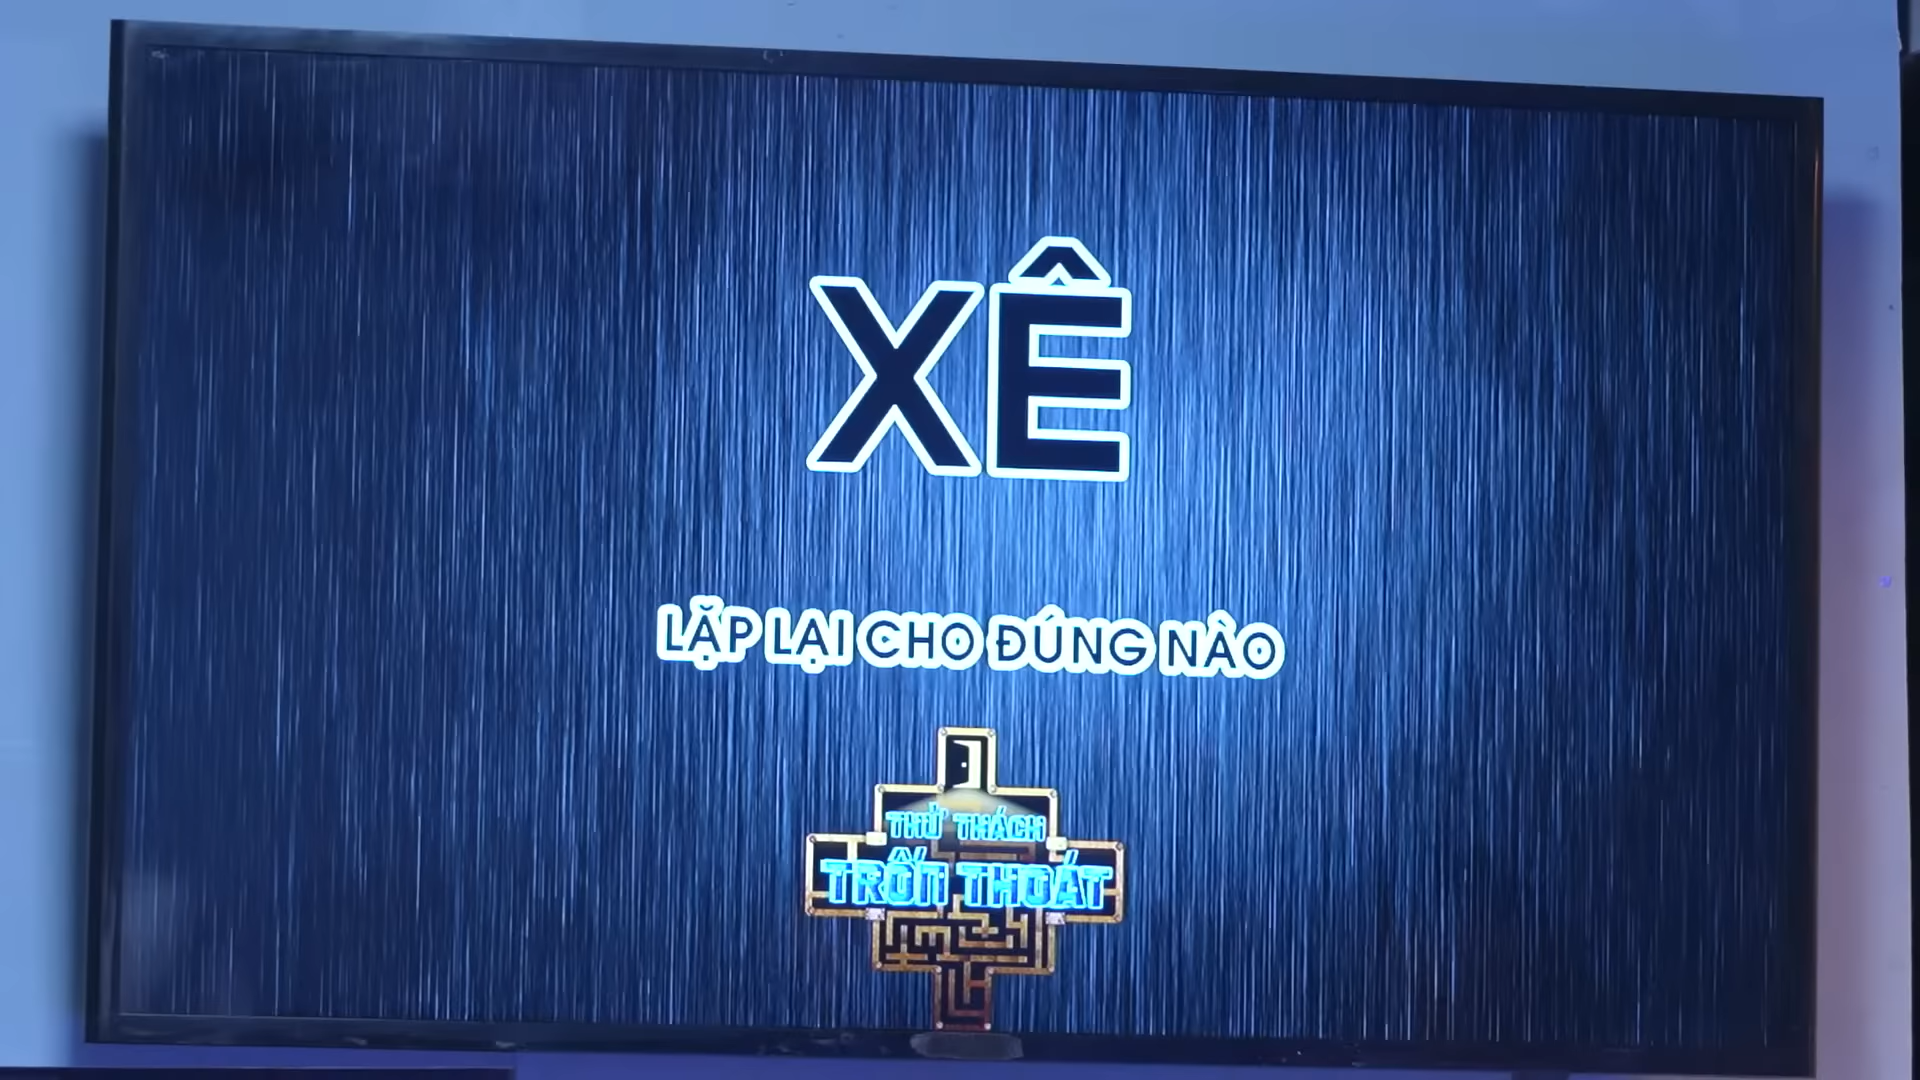 XÊ
LẶP LẠI CHO ĐÚNG NÀO
THỬ THÁCH
TRỐN THOÁT